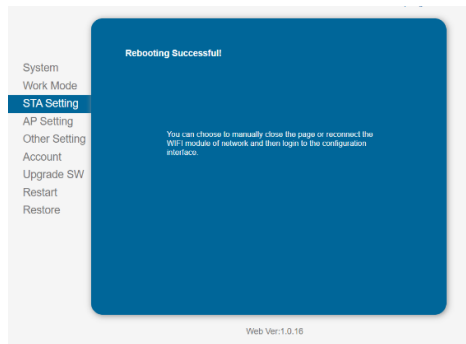 Rebooting Successful!
System
Work Mode
STA Setting
AP Setting
Other Setting
Account
Upgrade SW
Restart
Restore
You can choose to manually close the page or reconnect the
WIFI module of network and then login to the configuration
interface.
Web Ver:1.0.16